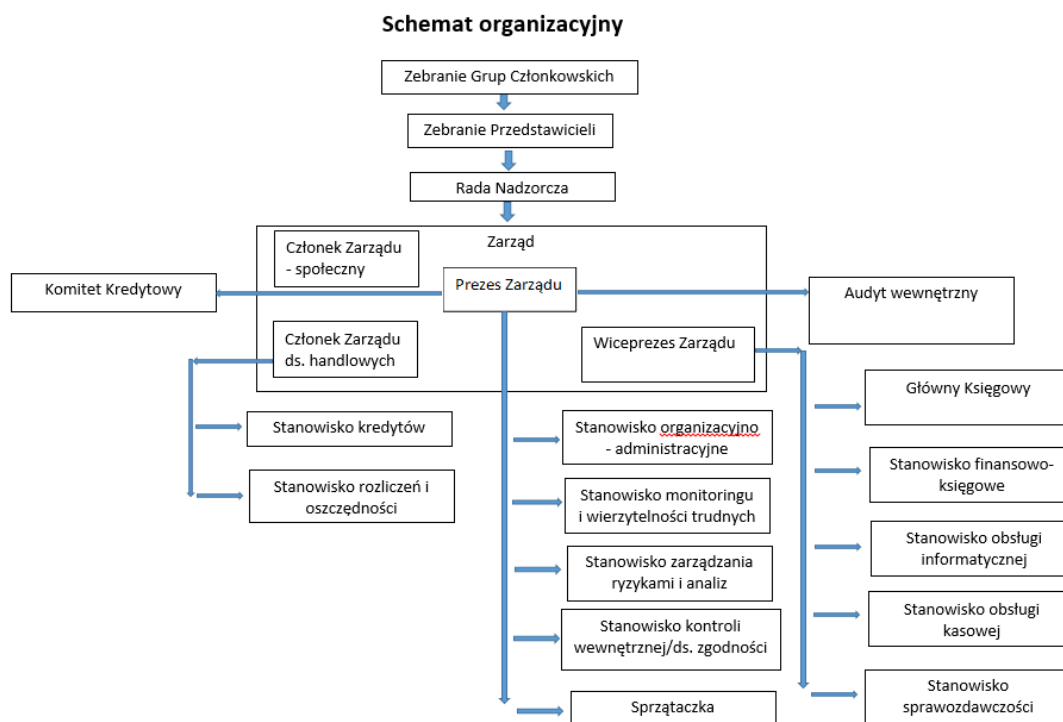 Schemat organizacyjny
Zebranie Grup Członkowskich
Zebranie Przedstawicieli
Rada Nadzorcza
Zarząd
Członek Zarządu
- społeczny
Komitet Kredytowy
Prezes Zarządu
Audyt wewnętrzny
Członek Zarządu
ds. handlowych
Wiceprezes Zarządu
Stanowisko kredytów
Stanowisko rozliczeń i
oszczędności
Stanowisko organizacyjno
- administracyjne
Stanowisko monitoringu
i wierzytelności trudnych
Stanowisko zarządzania
ryzykami i analiz
Stanowisko kontroli
wewnętrznej/ds. zgodności
Sprzątaczka
Główny Księgowy
Stanowisko finansowo-
księgowe
Stanowisko obsługi
informatycznej
Stanowisko obsługi
kasowej
Stanowisko
sprawozdawczości